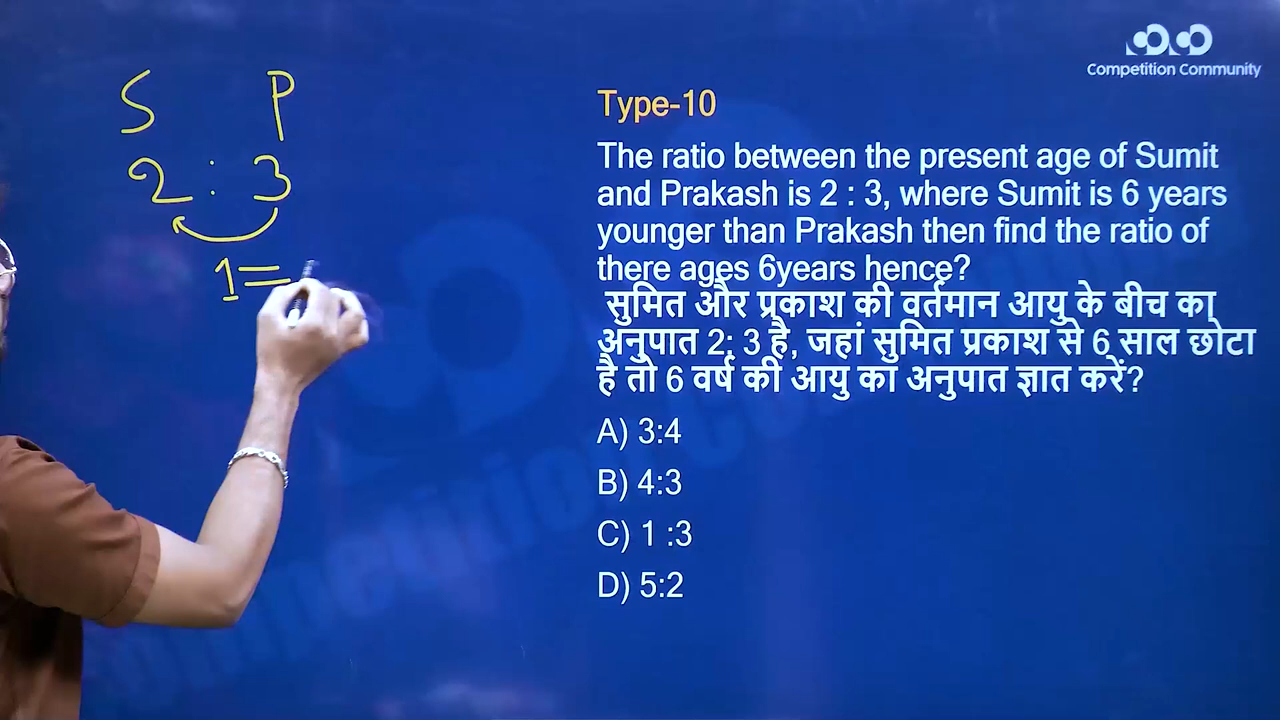 Competition Community
S P
2 : 3
1 =
Type-10
The ratio between the present age of Sumit
and Prakash is 2 : 3, where Sumit is 6 years
younger than Prakash then find the ratio of
there ages 6years hence?
सुमित और प्रकाश की वर्तमान आयु के बीच का
अनुपात 2: 3 है, जहां सुमित प्रकाश से 6 साल छोटा
है तो 6 वर्ष की आयु का अनुपात ज्ञात करें?
A) 3:4
B) 4:3
C) 1 :3
D) 5:2